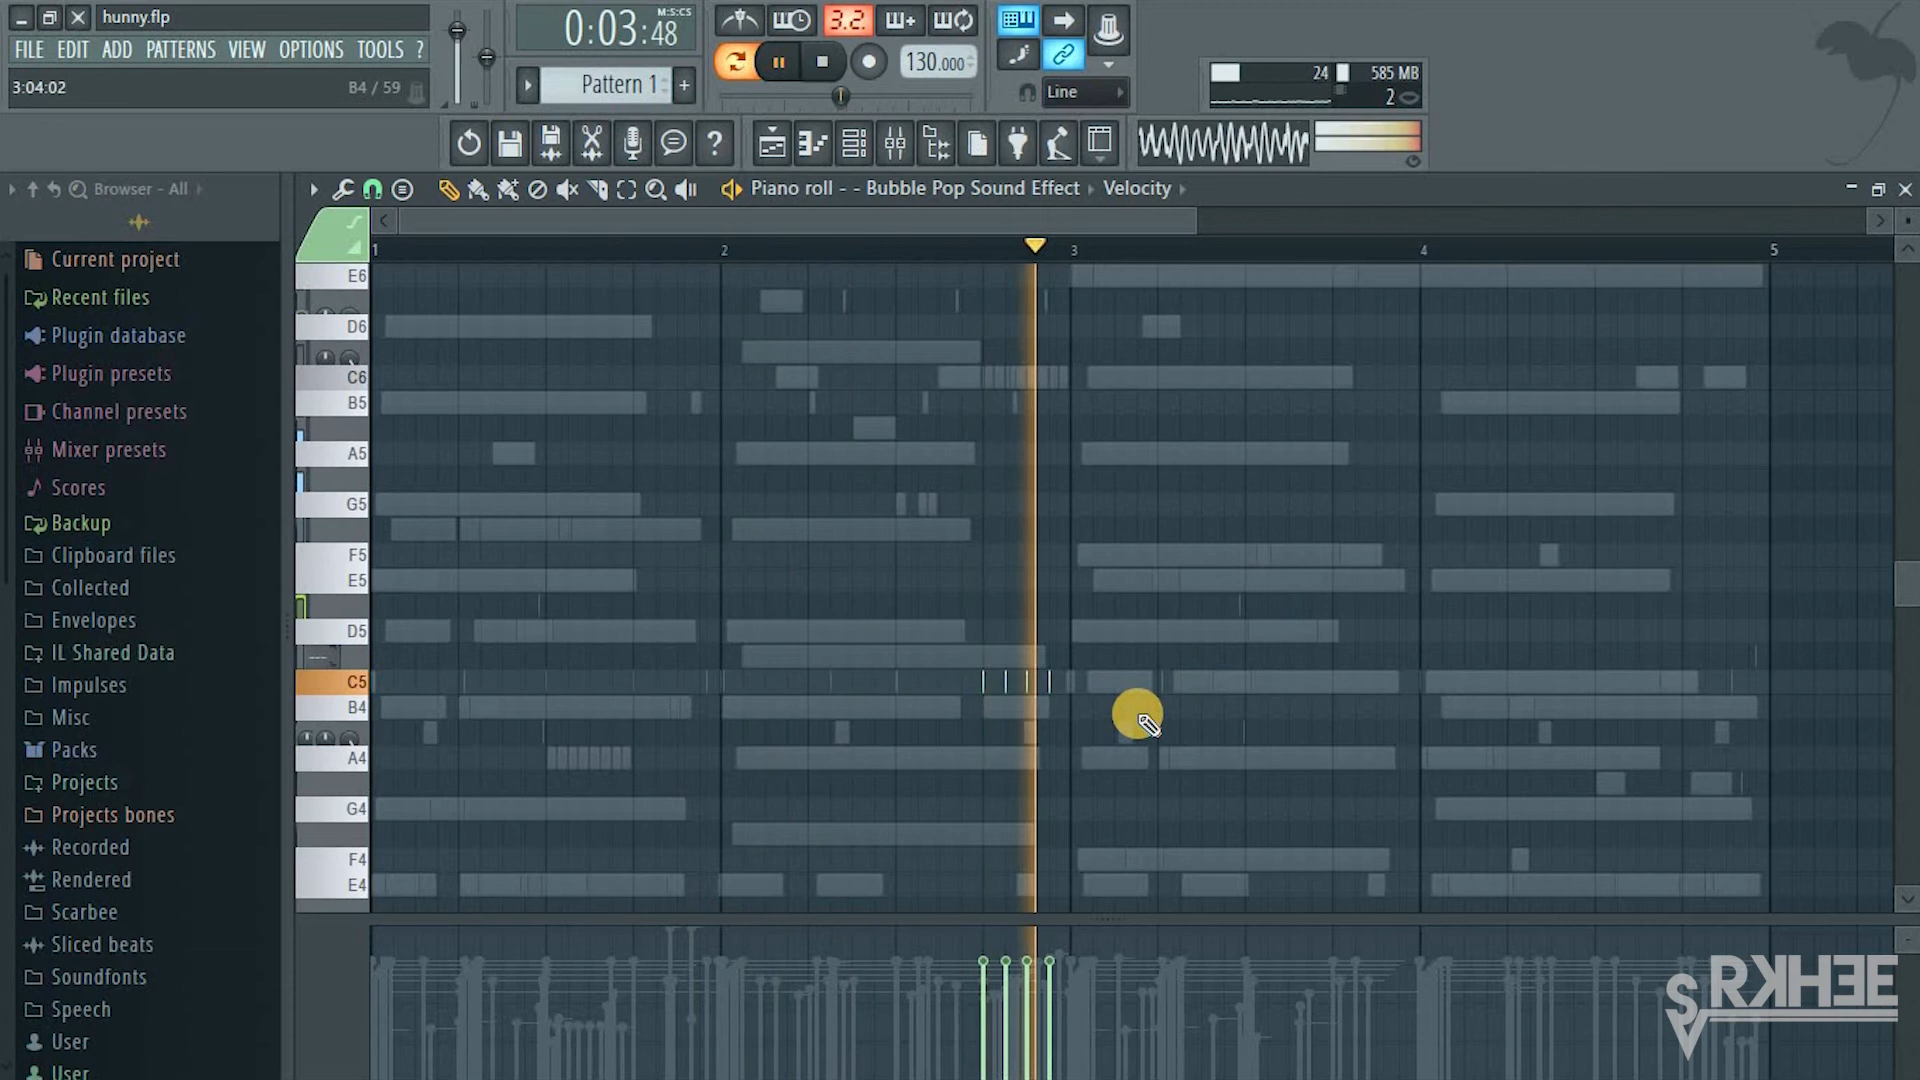 hunny.flp
FILE EDIT ADD PATTERNS VIEW OPTIONS TOOLS ?
3:04:02 B4 / 59
0:03:48 M:S:CS
Pattern 1 +
3.2.
130.000
Line
24 585 MB
2
Browser - All
Piano roll - - Bubble Pop Sound Effect Velocity
Current project
Recent files
Plugin database
Plugin presets
Channel presets
Mixer presets
Scores
Backup
Clipboard files
Collected
Envelopes
IL Shared Data
Impulses
Misc
Packs
Projects
Projects bones
Recorded
Rendered
Scarbee
Sliced beats
Soundfonts
Speech
User
User
1 2 3 4 5
E6
D6
C6
B5
A5
G5
F5
E5
D5
C5
B4
A4
G4
F4
E4